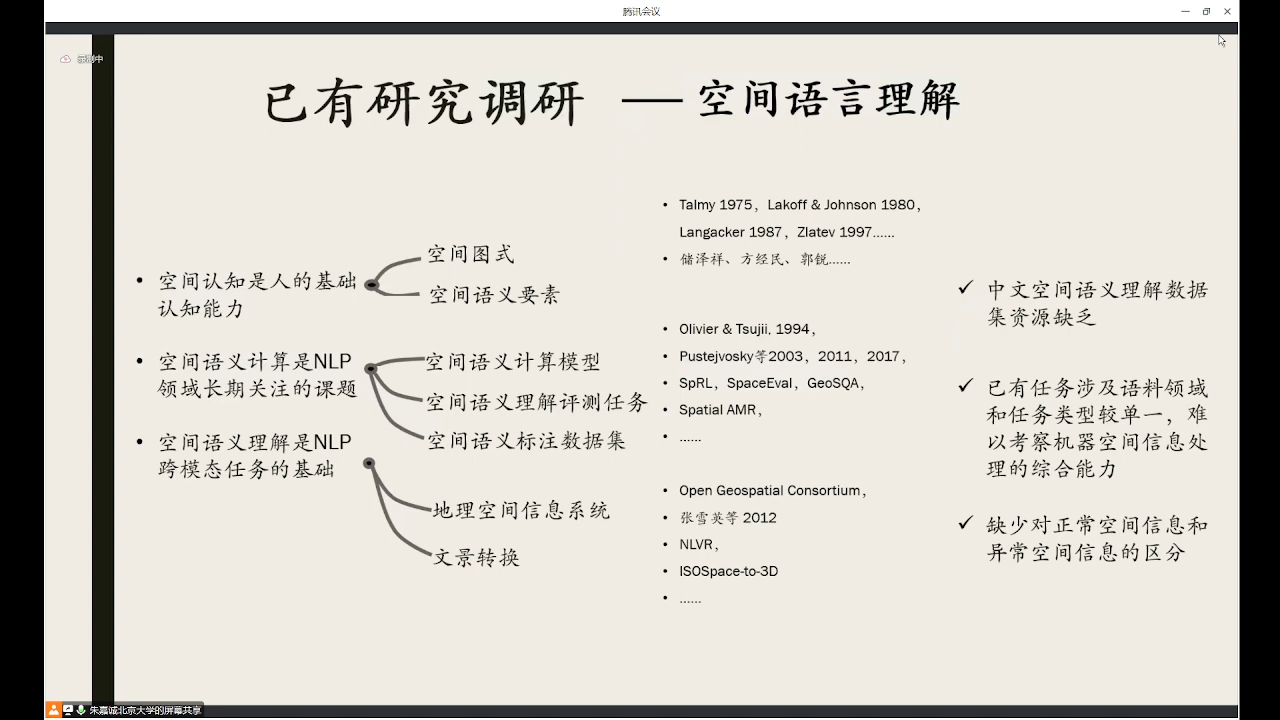 腾讯会议
录制中
已有研究调研 —— 空间语言理解
• 空间认知是人的基础
认知能力
• 空间语义计算是NLP
领域长期关注的课题
• 空间语义理解是NLP
跨模态任务的基础
空间图式
空间语义要素
空间语义计算模型
空间语义理解评测任务
空间语义标注数据集
地理空间信息系统
文景转换
• Talmy 1975，Lakoff & Johnson 1980，
Langacker 1987，Zlatev 1997......
• 储泽祥、方经民、郭锐......
• Olivier & Tsujii, 1994，
• Pustejvosky等2003，2011，2017，
• SpRL，SpaceEval，GeoSQA，
• Spatial AMR，
• ......
• Open Geospatial Consortium，
• 张雪英等 2012
• NLVR，
• ISOSpace-to-3D
• ......
✓ 中文空间语义理解数据
集资源缺乏
✓ 已有任务涉及语料领域
和任务类型较单一，难
以考察机器空间信息处
理的综合能力
✓ 缺少对正常空间信息和
异常空间信息的区分
朱嘉诚北京大学的屏幕共享